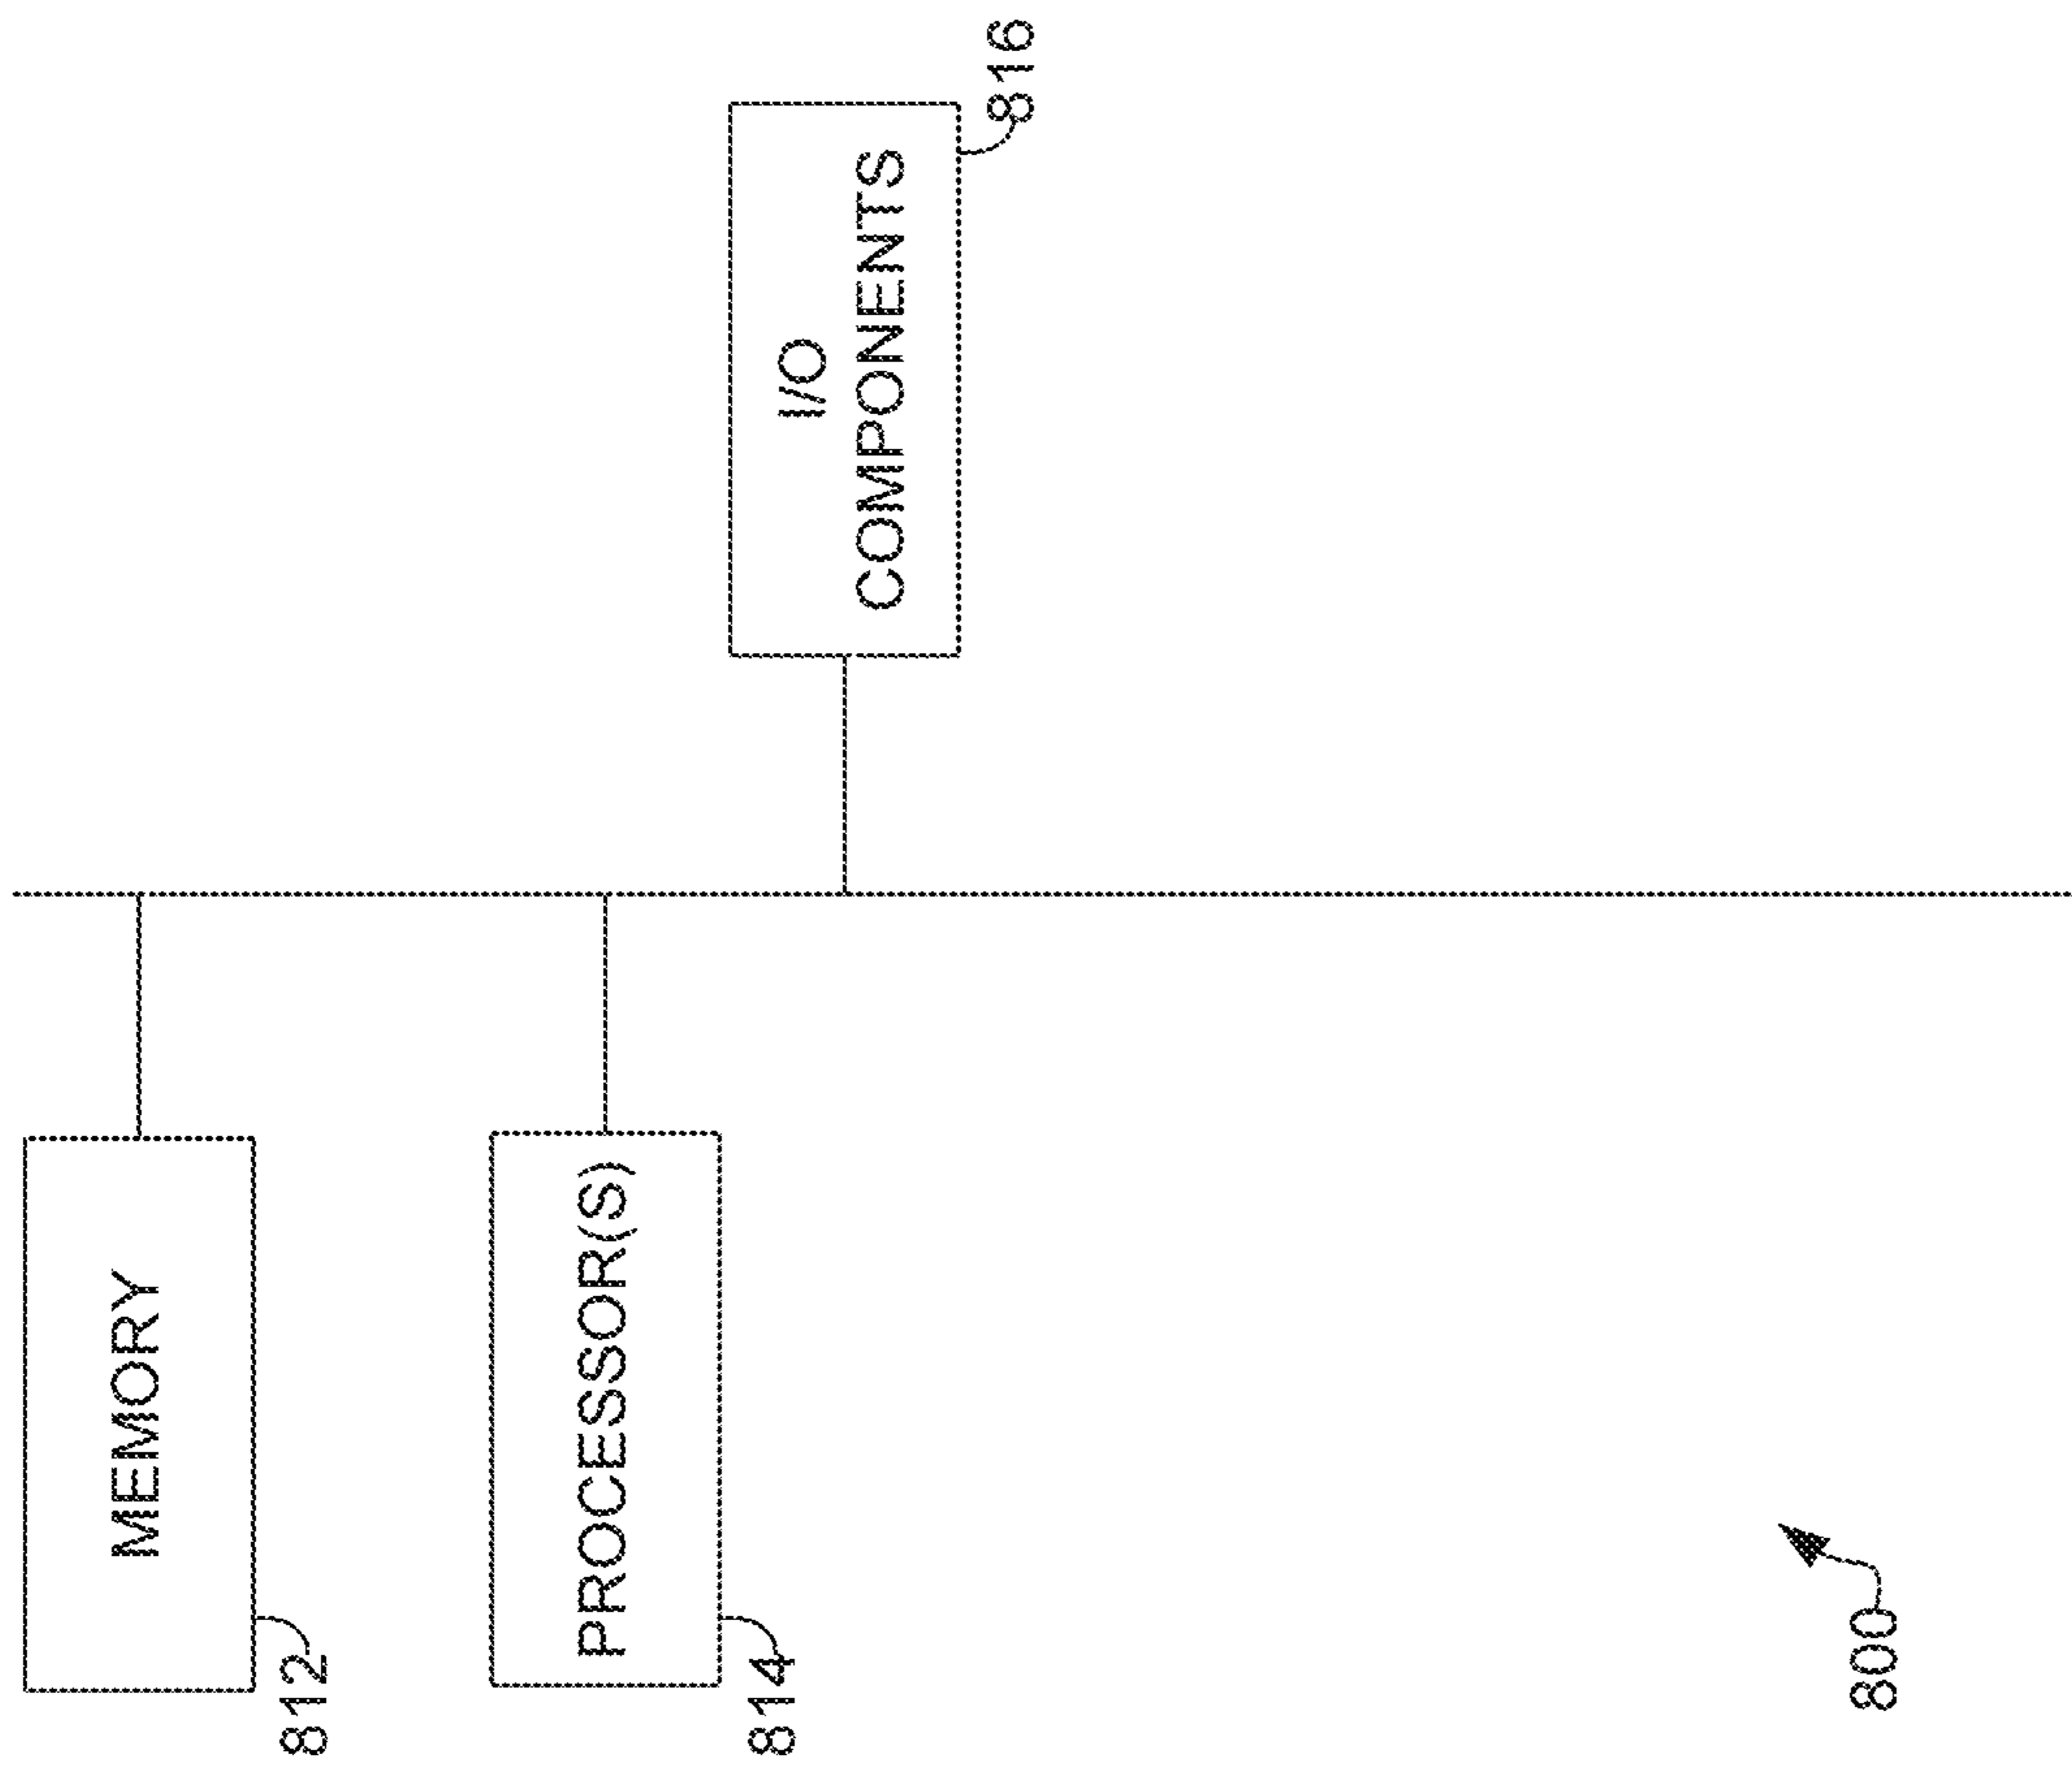 MEMORY
812
PROCESSOR(S)
814
I/O
COMPONENTS
816
800